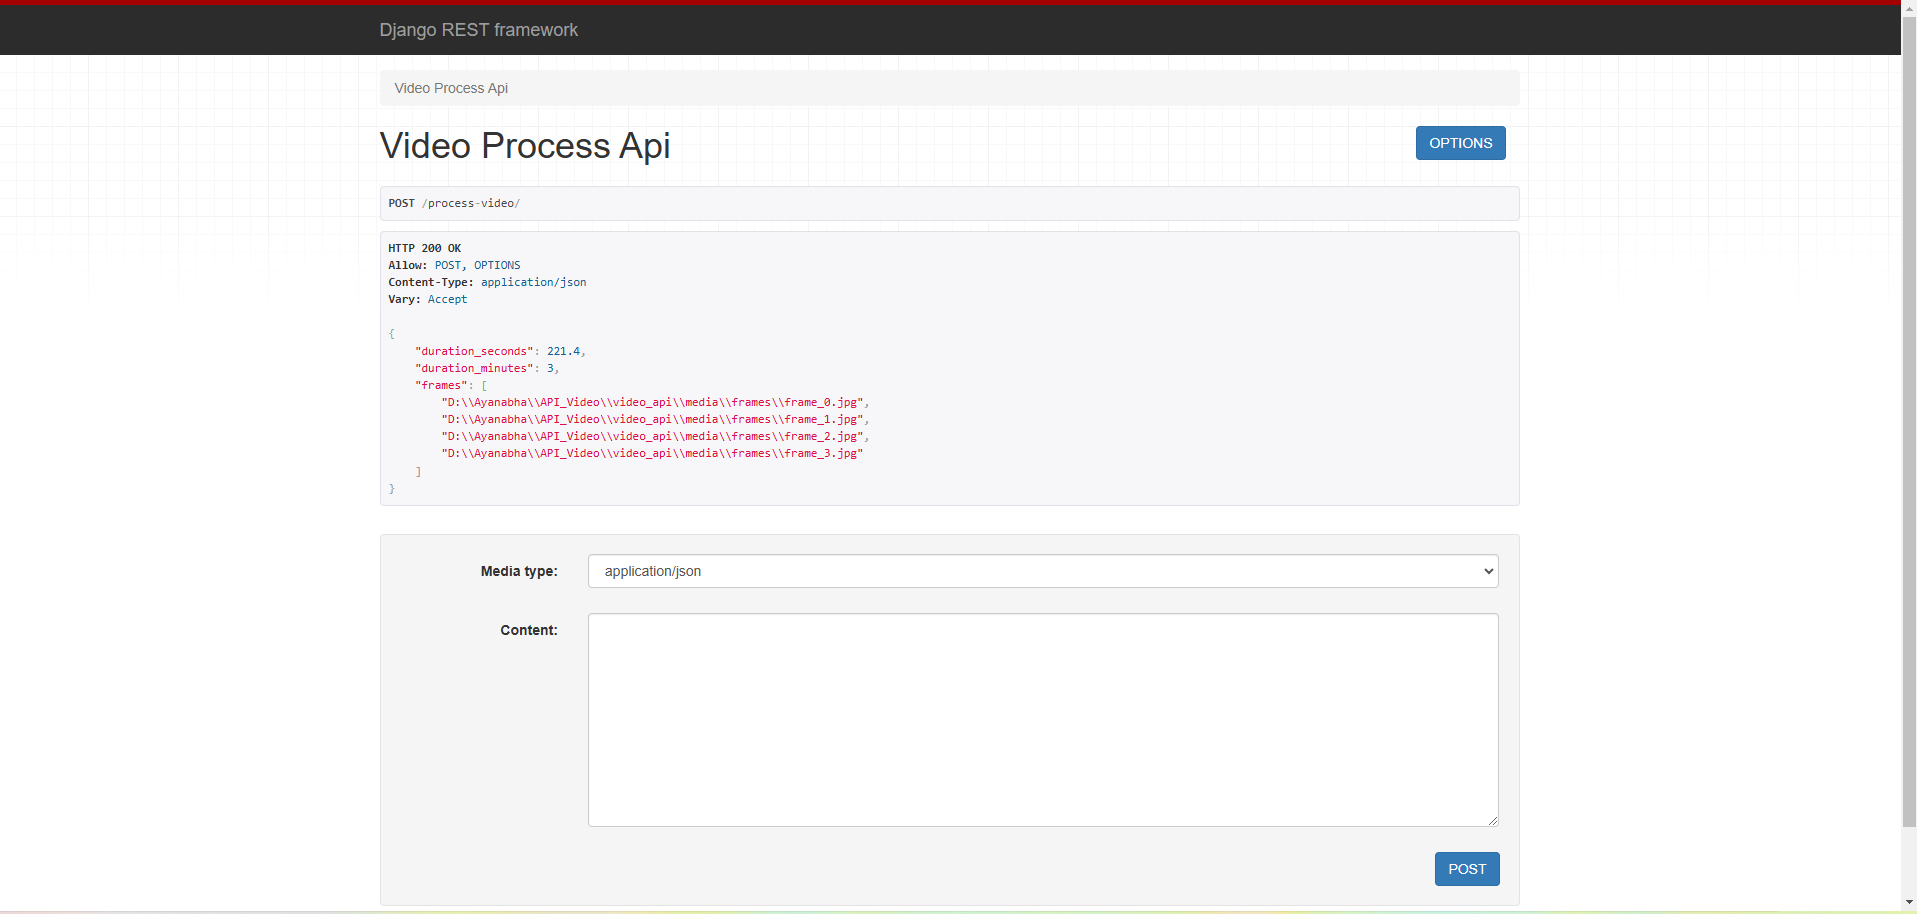 Django REST framework
Video Process Api
Video Process Api
OPTIONS
POST /process-video/
HTTP 200 OK
Allow: POST, OPTIONS
Content-Type: application/json
Vary: Accept
{
    "duration_seconds": 221.4,
    "duration_minutes": 3,
    "frames": [
        "D:\\Ayanabha\\API_Video\\video_api\\media\\frames\\frame_0.jpg",
        "D:\\Ayanabha\\API_Video\\video_api\\media\\frames\\frame_1.jpg",
        "D:\\Ayanabha\\API_Video\\video_api\\media\\frames\\frame_2.jpg",
        "D:\\Ayanabha\\API_Video\\video_api\\media\\frames\\frame_3.jpg"
    ]
}
Media type:
application/json
Content:
POST